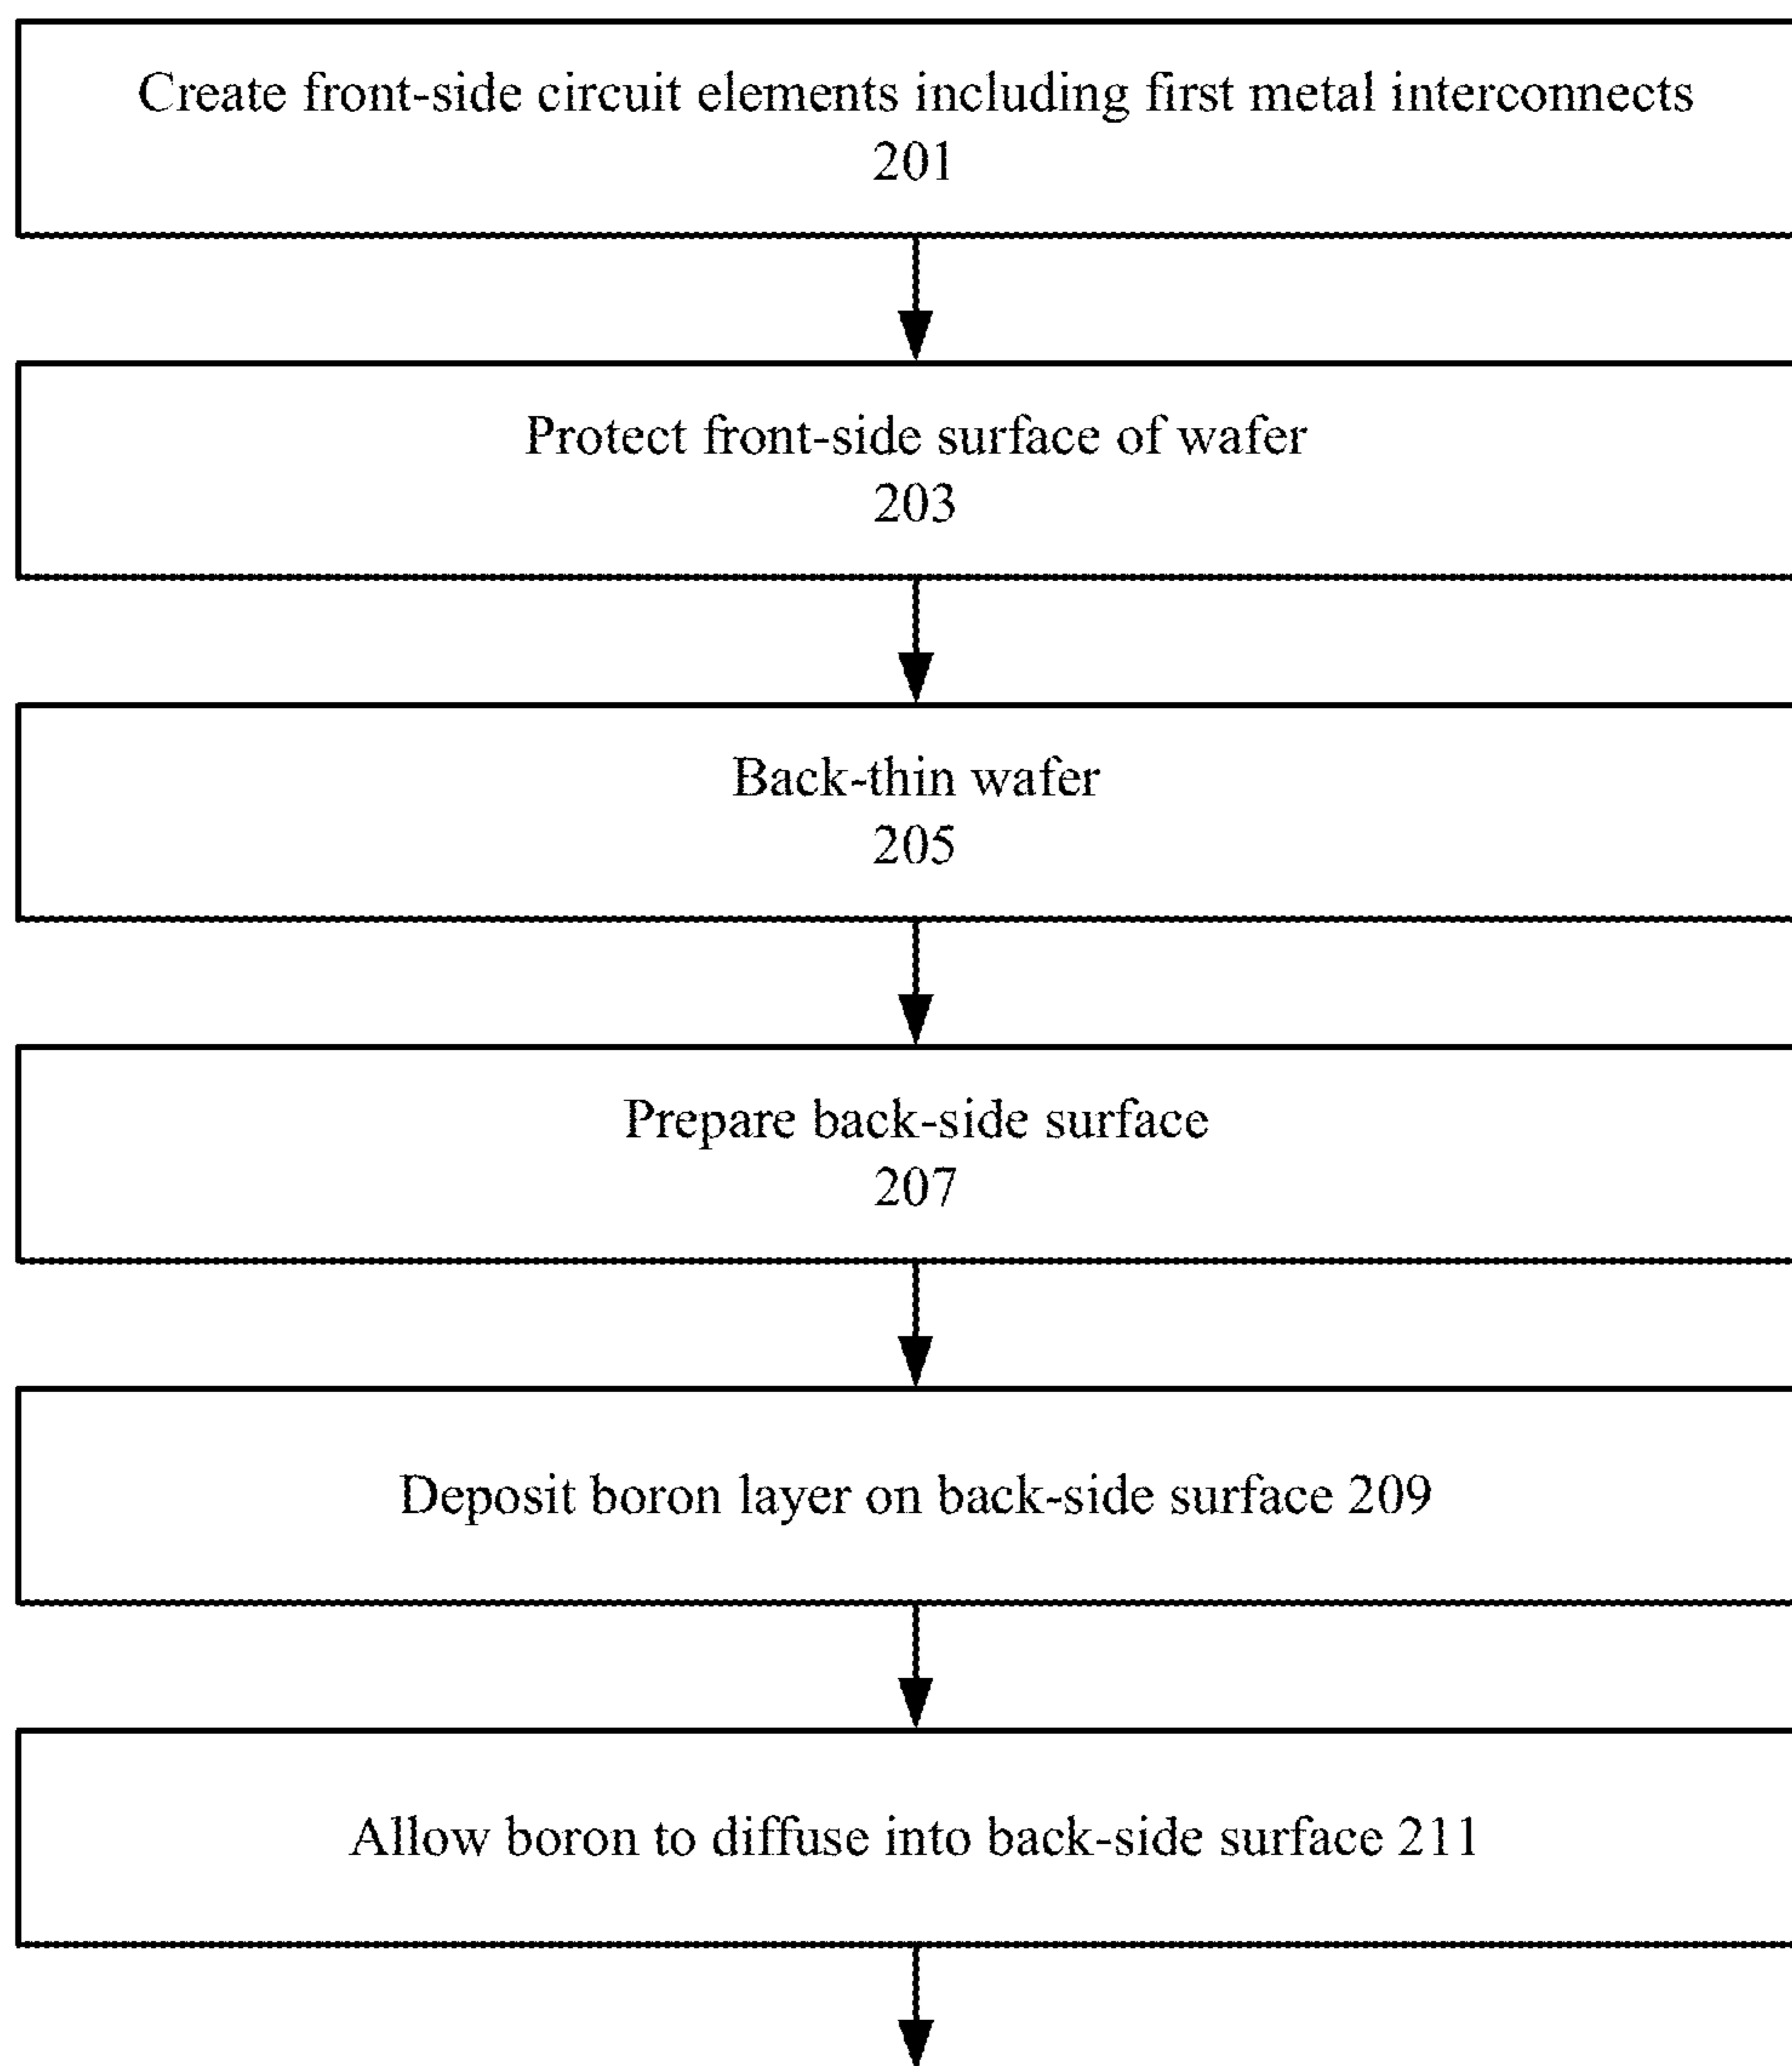 Create front-side circuit elements including first metal interconnects
201
Protect front-side surface of wafer
203
Back-thin wafer
205
Prepare back-side surface
207
Deposit boron layer on back-side surface 209
Allow boron to diffuse into back-side surface 211